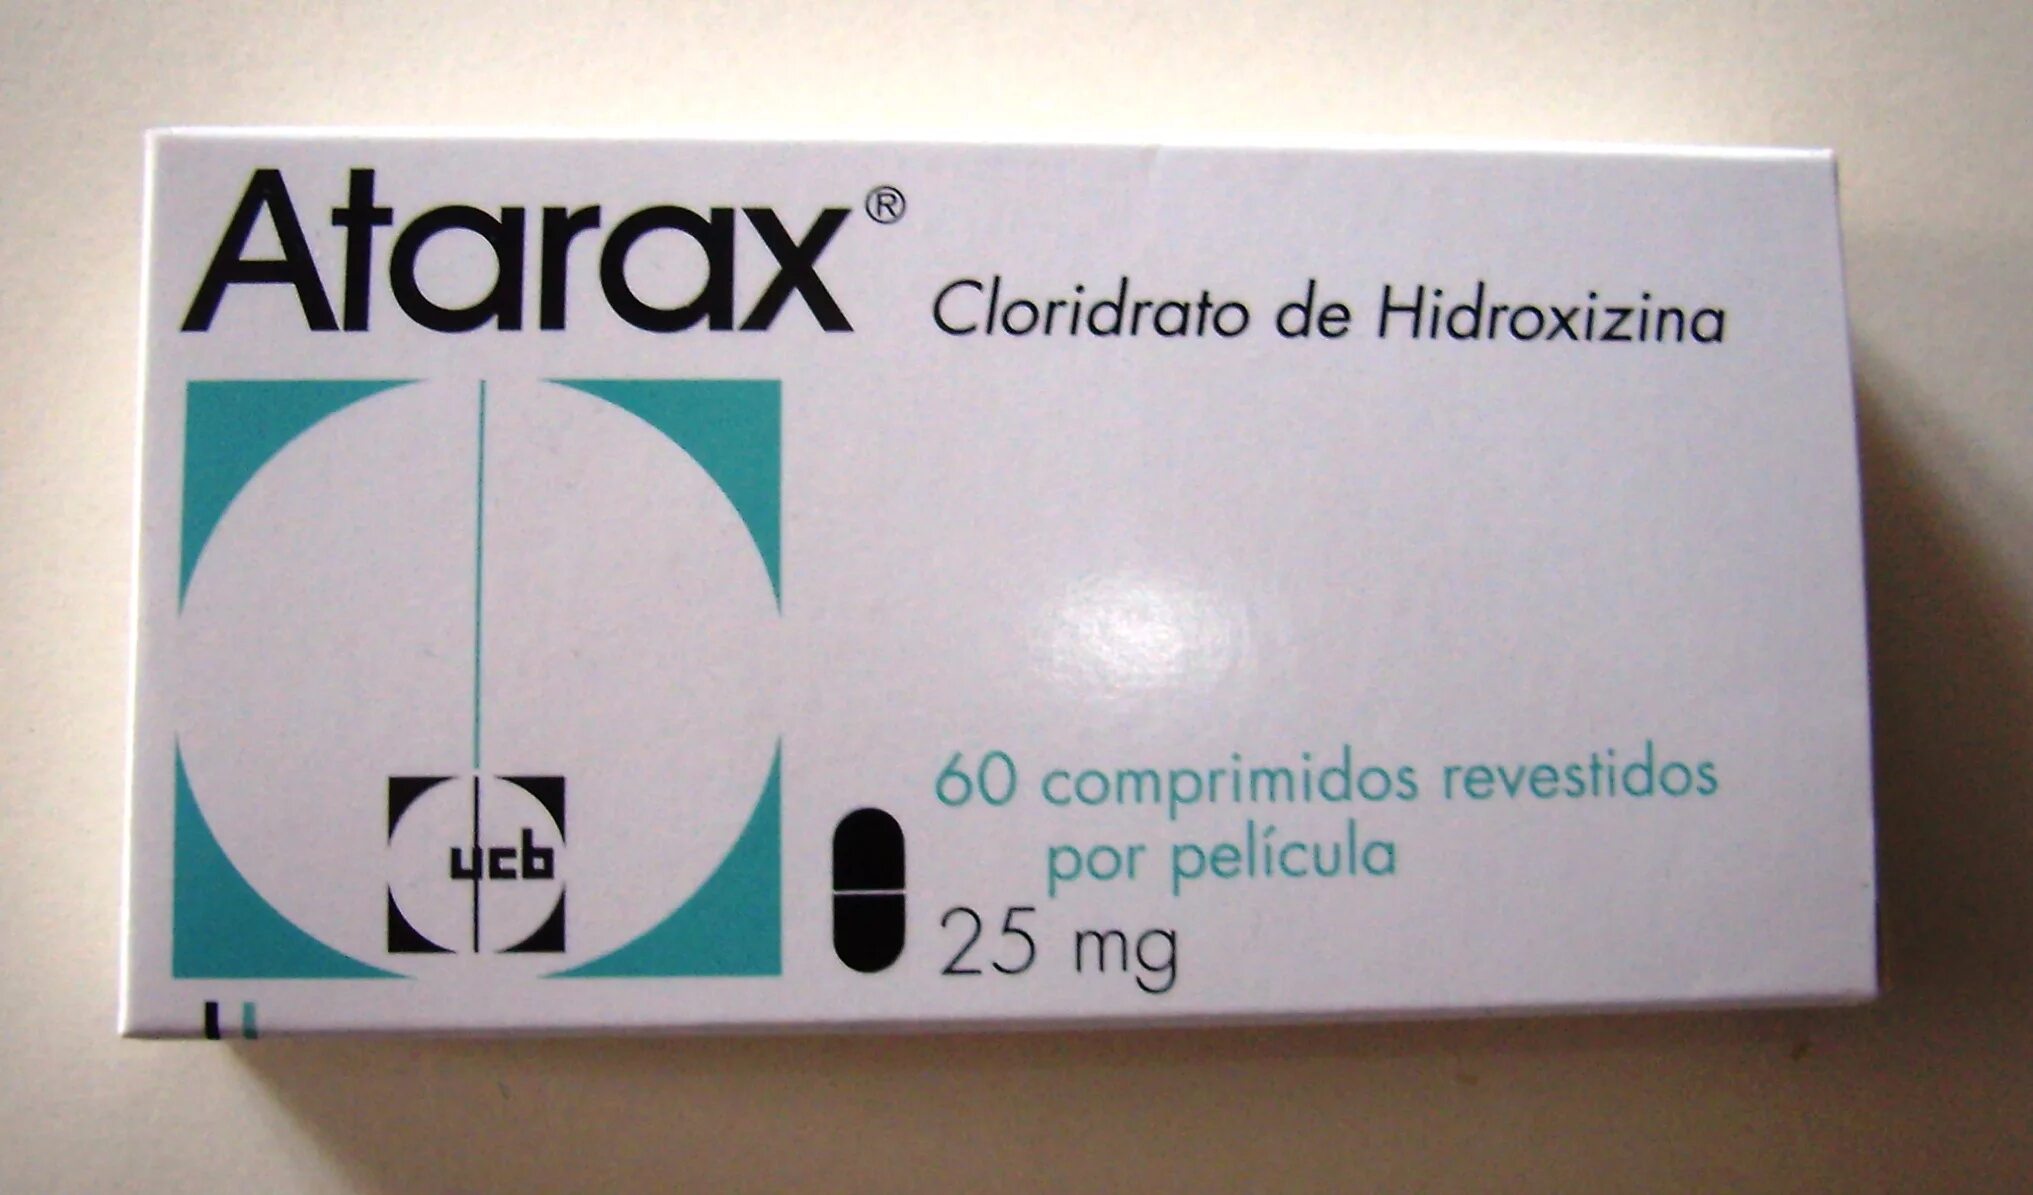 Atarax®
Cloridrato de Hidroxizina
ucb
60 comprimidos revestidos
por película
25 mg